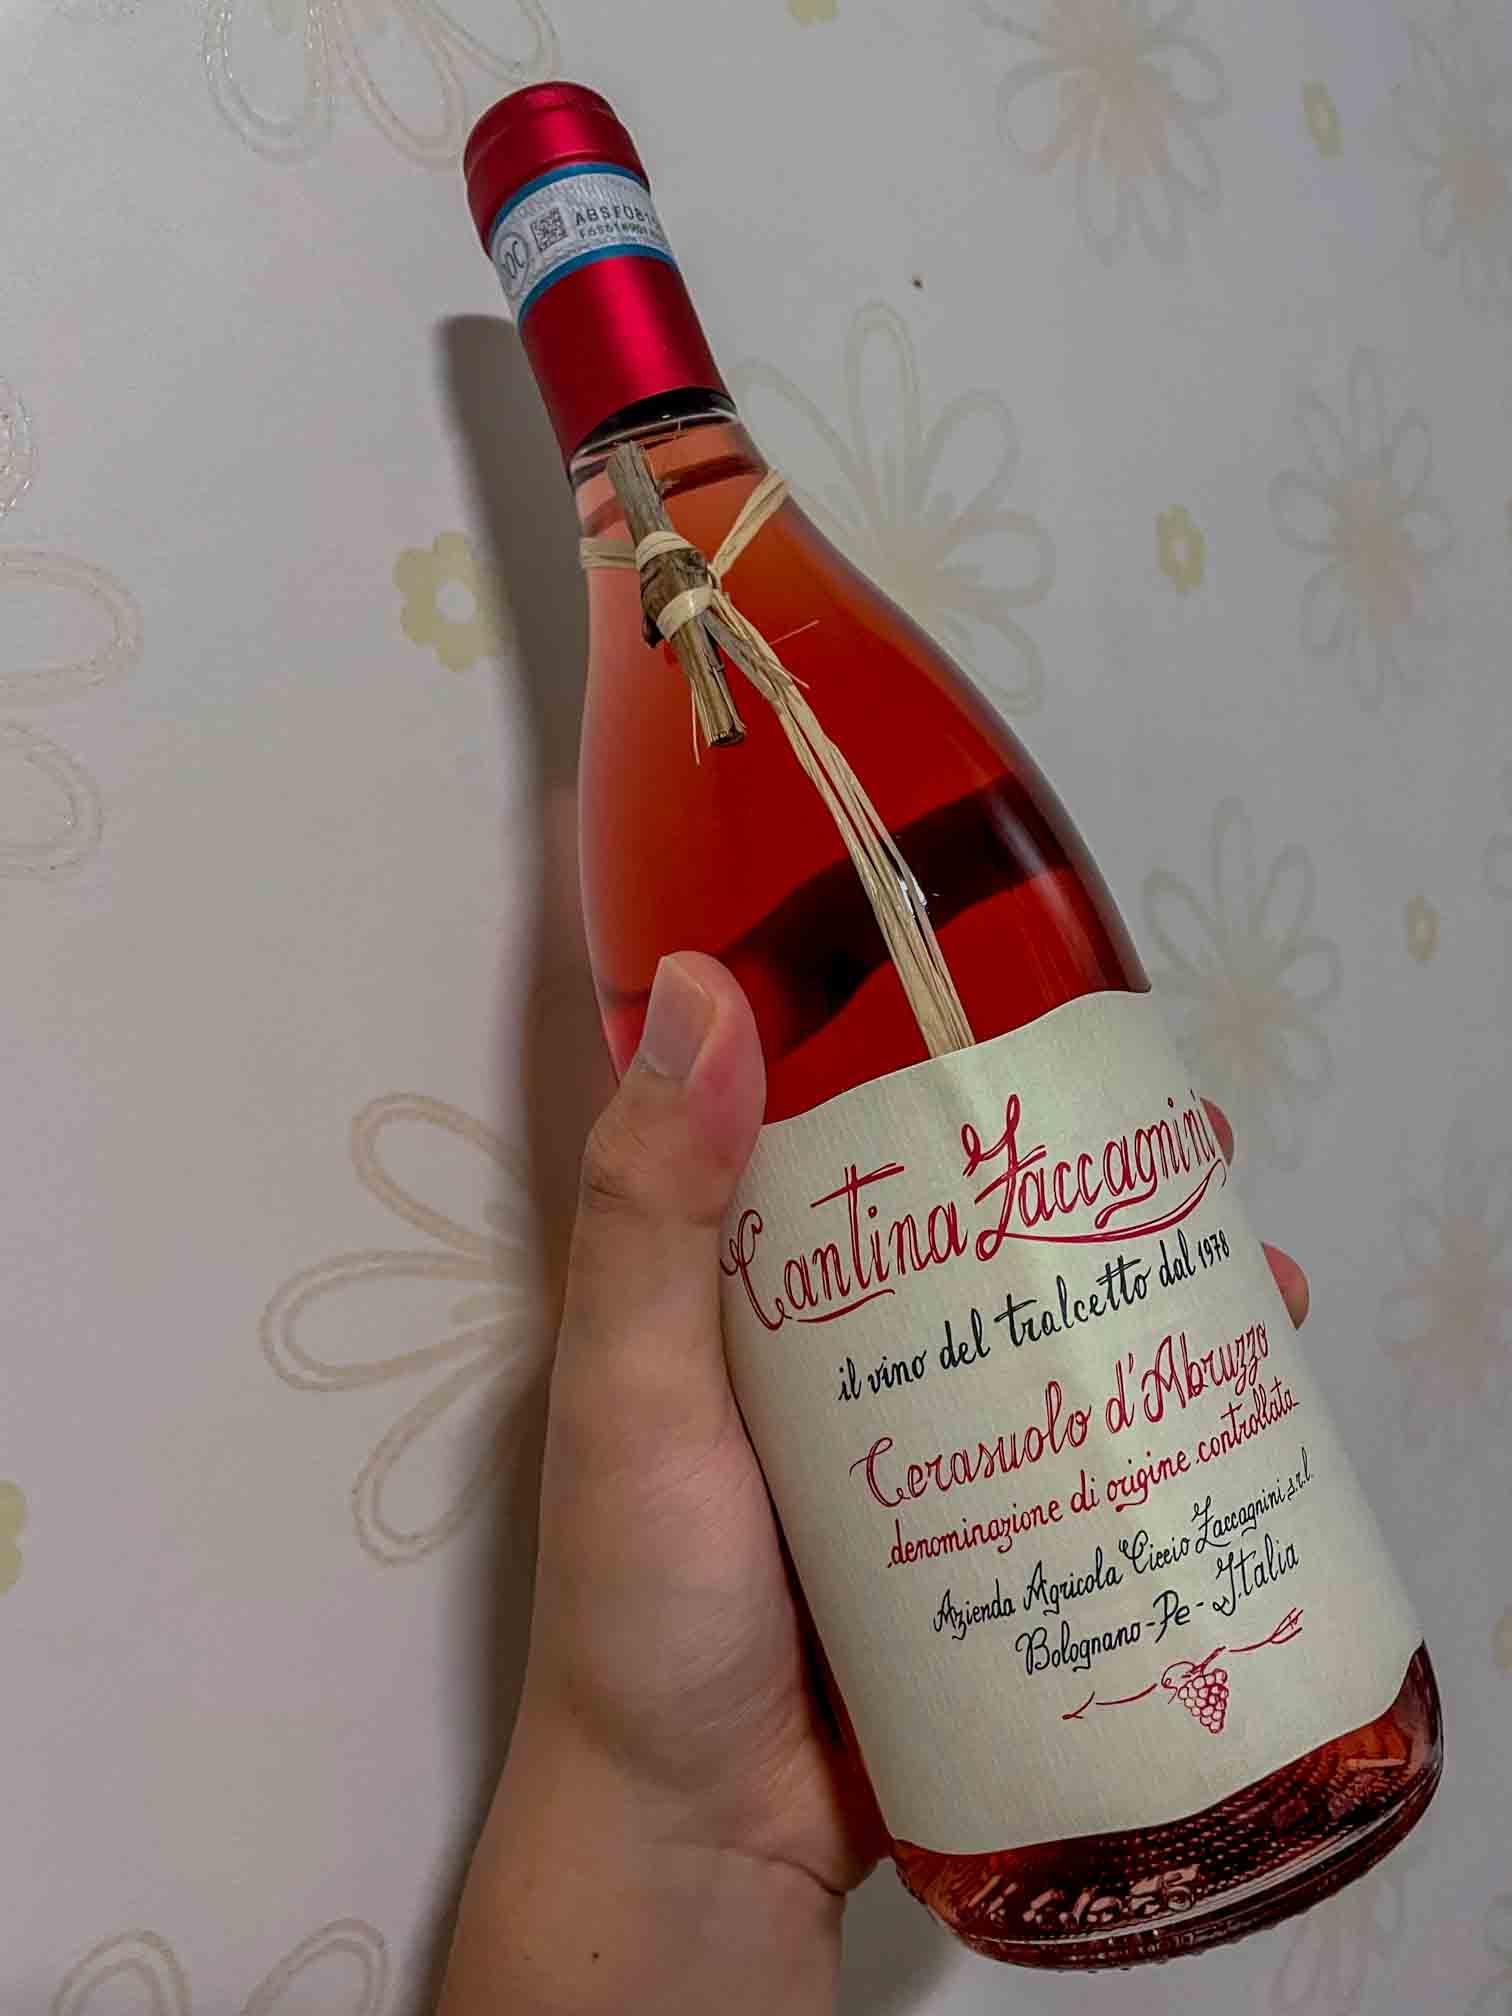 DOC
Cantina Zaccagnini
il vino del tralcetto dal 1978
Cerasuolo d'Abruzzo
denominazione di origine controllata
Azienda Agricola Ciccio Zaccagnini s.r.l.
Bolognano-Pe-Italia